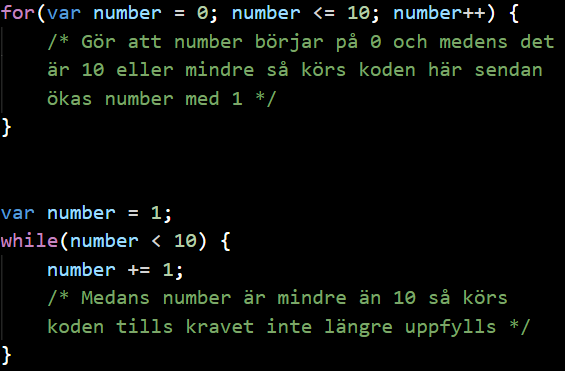 for(var number = 0; number <= 10; number++) {
    /* Gör att number börjar på 0 och medens det
    är 10 eller mindre så körs koden här sendan
    ökas number med 1 */
}
var number = 1;
while(number < 10) {
    number += 1;
    /* Medans number är mindre än 10 så körs
    koden tills kravet inte längre uppfylls */
}